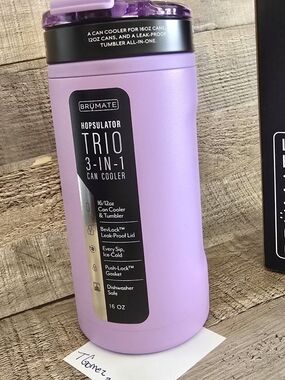 A CAN COOLER FOR 16OZ CANS,
12OZ CANS, AND A LEAK-PROOF
TUMBLER ALL-IN-ONE.
BRÜMATE
HOPSULATOR
TRIO
3-IN-1
CAN COOLER
16/12oz
Can Cooler
& Tumbler
BevLock™
Leak-Proof Lid
Every Sip,
Ice-Cold
Push-Lock™
Gasket
Dishwasher
Safe
16 OZ
TGomez